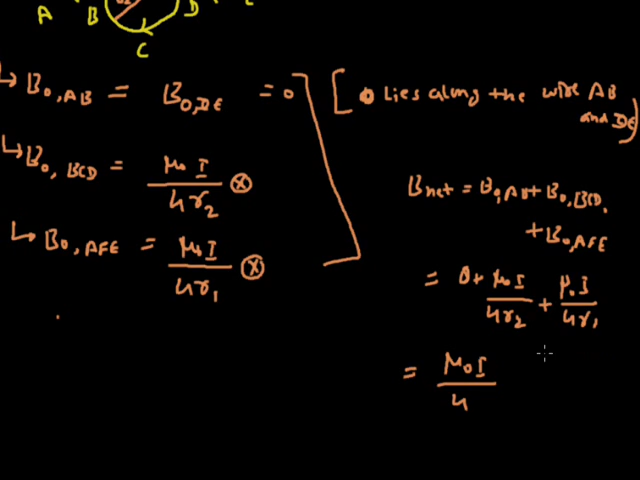 A B C D
↳ B₀,AB = B₀,DE = 0 [ O lies along the wire AB
and DE)
↳ B₀, BCD = μ₀ I / 4r₂ ⊗
Bnet = B₀,AB + B₀,BCD.
+ B₀,AFE
↳ B₀, AFE = μ₀ I / 4r₁ ⊗
= 0 + μ₀ I / 4r₂ + μ₀ I / 4r₁
= μ₀ I / 4